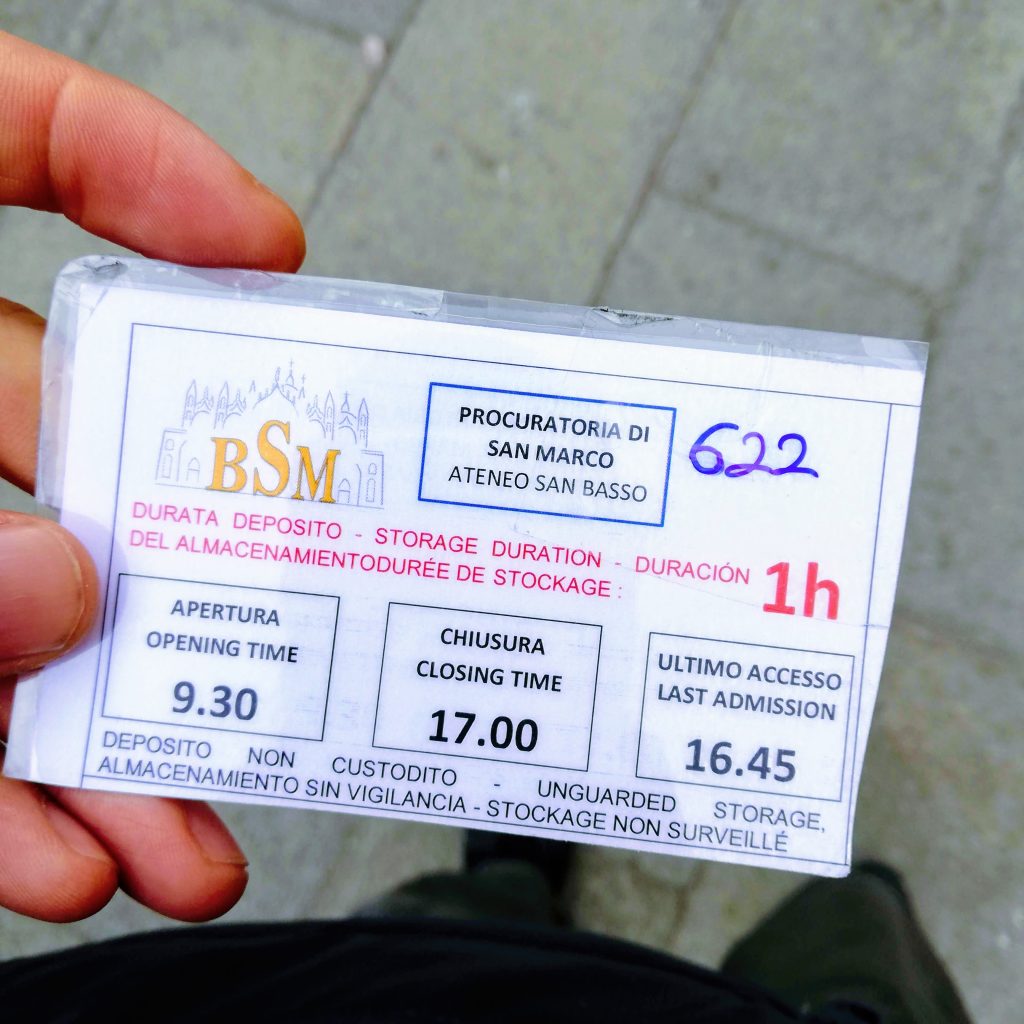 BSM
PROCURATORIA DI
SAN MARCO
ATENEO SAN BASSO
622
DURATA DEPOSITO - STORAGE DURATION - DURACIÓN
DEL ALMACENAMIENTODURÉE DE STOCKAGE :
1h
APERTURA
OPENING TIME
9.30
CHIUSURA
CLOSING TIME
17.00
ULTIMO ACCESSO
LAST ADMISSION
16.45
DEPOSITO NON CUSTODITO - UNGUARDED STORAGE,
ALMACENAMIENTO SIN VIGILANCIA - STOCKAGE NON SURVEILLÉ